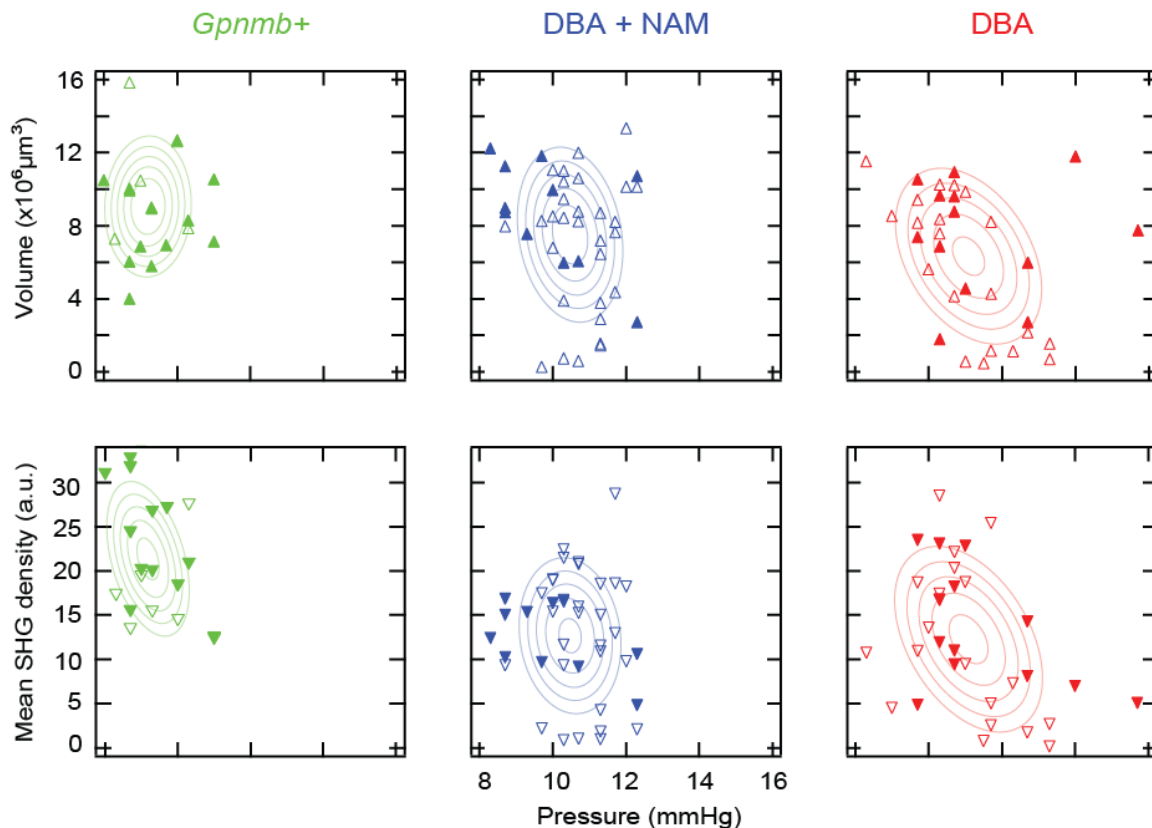 Gpnmb+ DBA + NAM DBA
Volume (x10⁶µm³)
16
12
8
4
0
Mean SHG density (a.u.)
30
25
20
15
10
5
0
8 10 12 14 16
Pressure (mmHg)